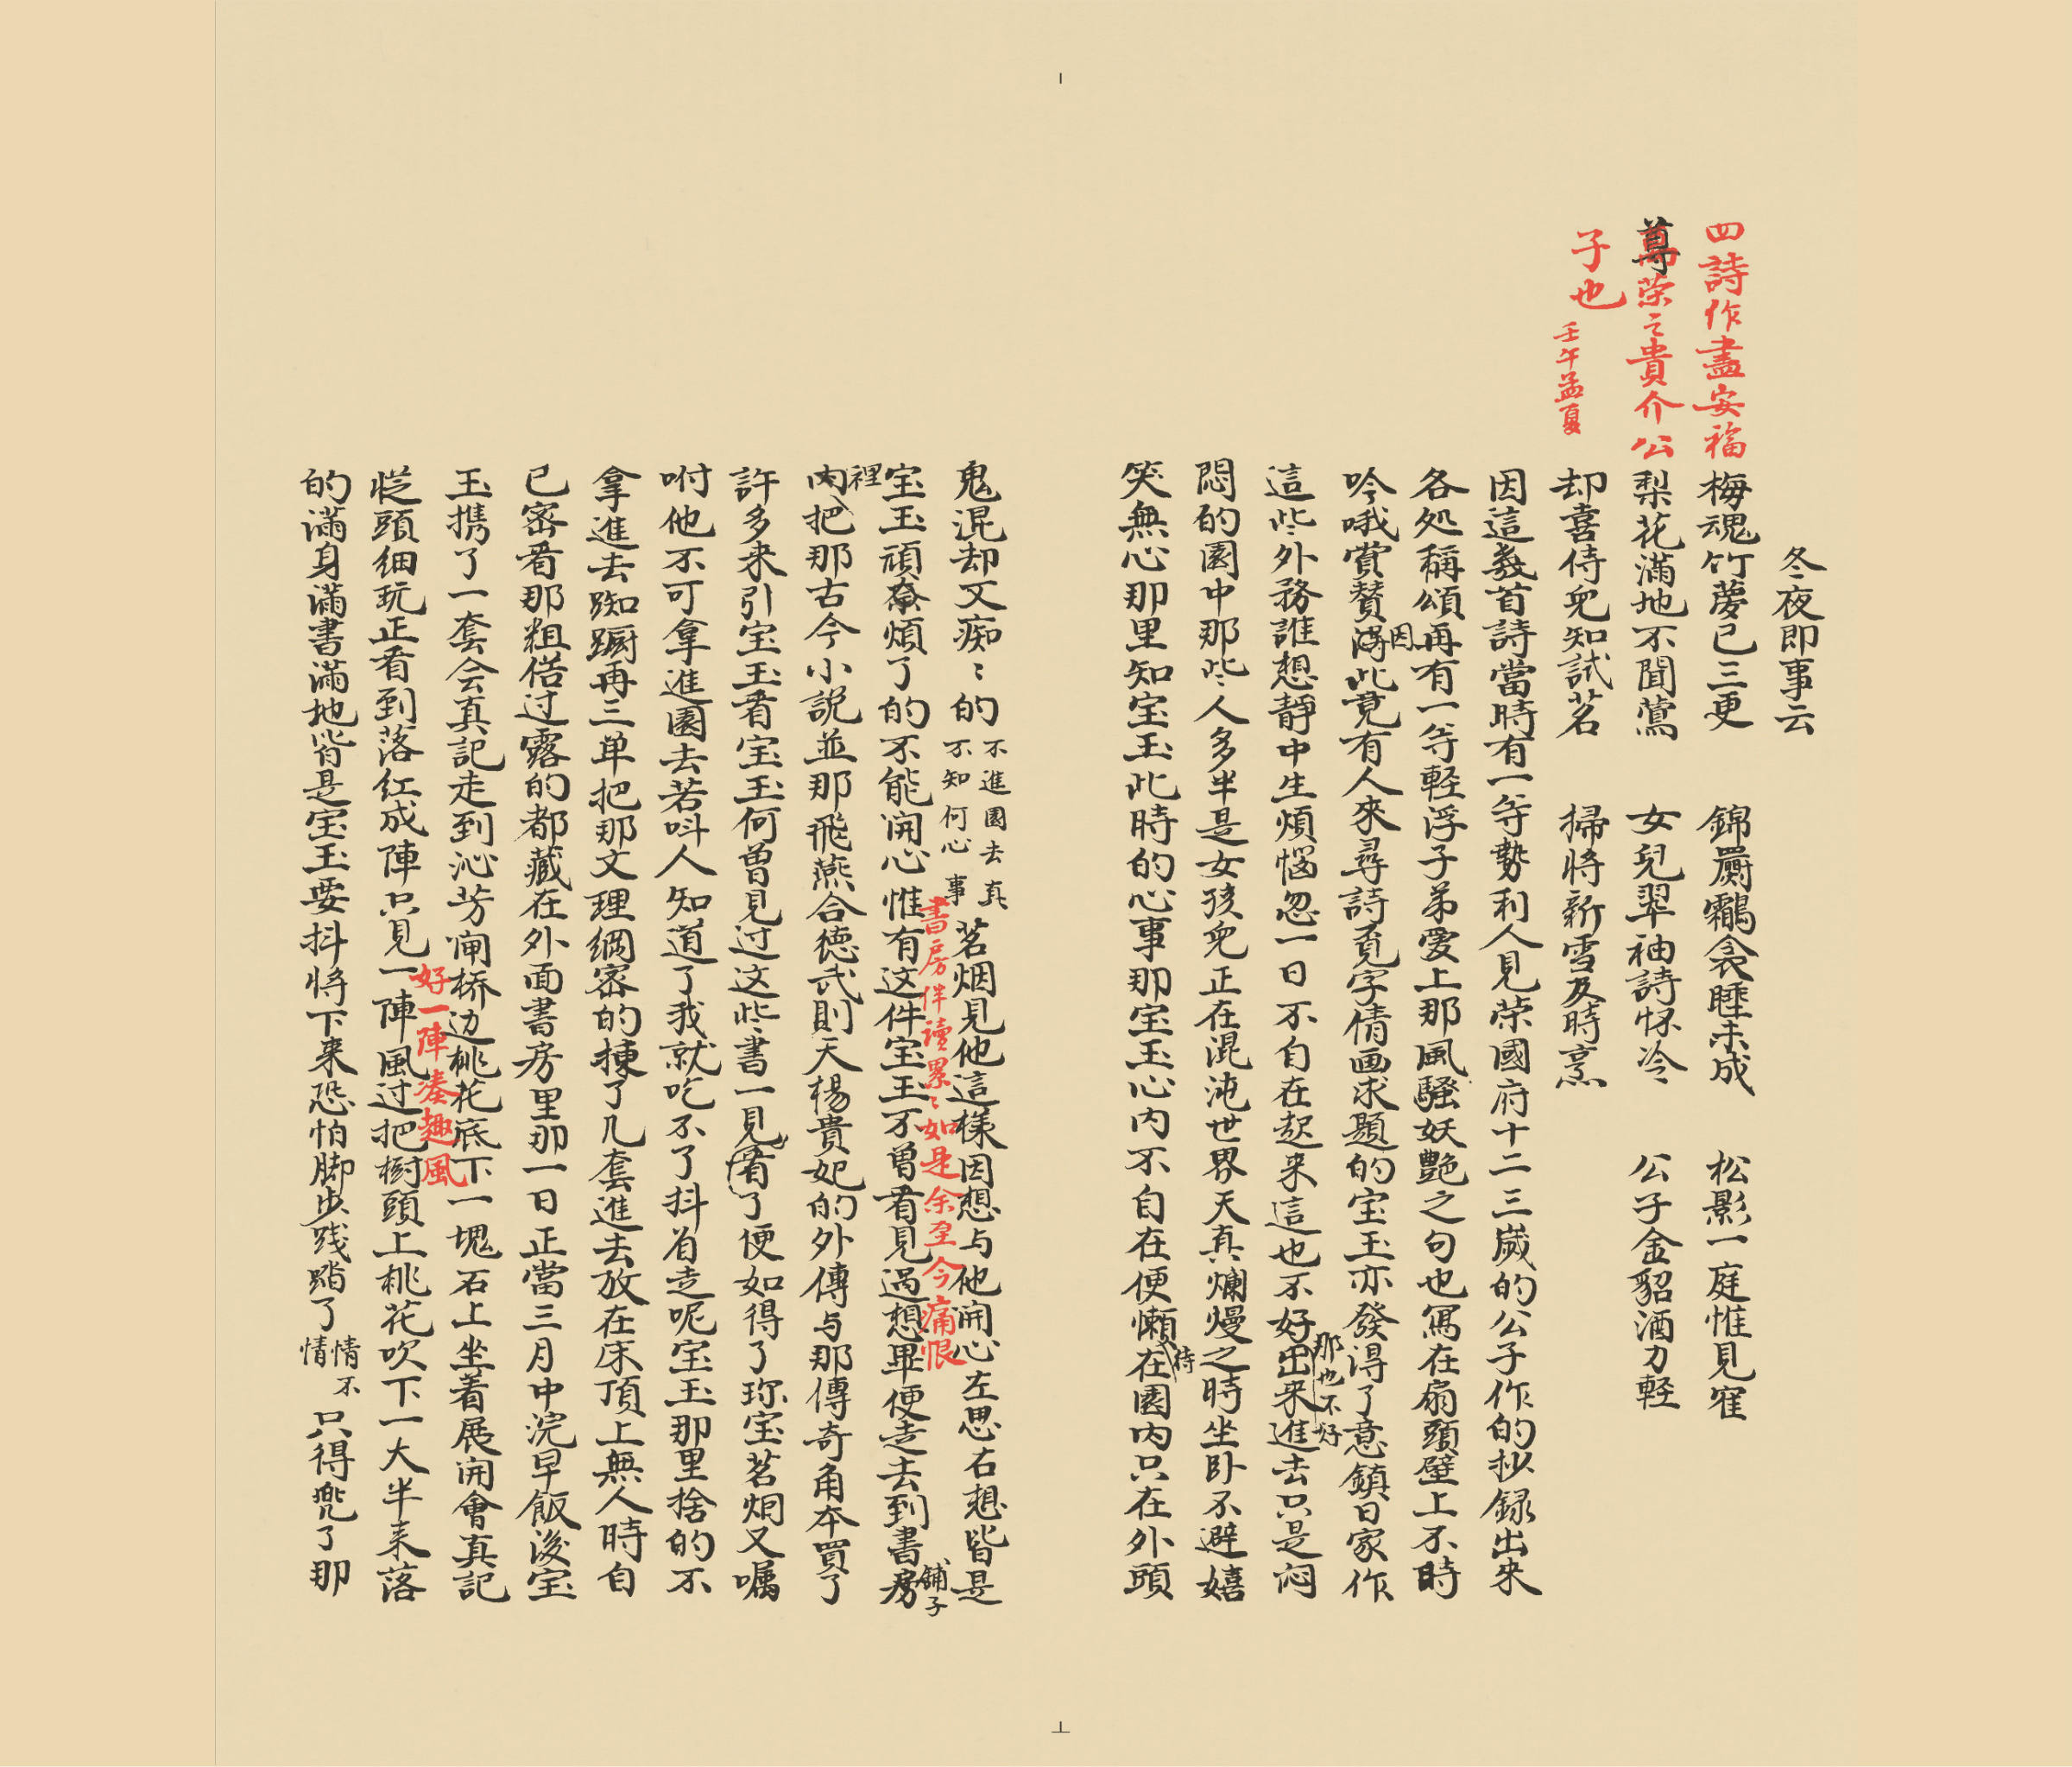 冬夜即事云
四詩作盡安福
尊
萬榮之貴介公
子也
壬午孟夏
梅魂竹夢已三更　錦罽鸘衾睡未成　松影一庭惟見寉
梨花滿地不聞鶯　女兒翠袖詩怀冷　公子金貂酒力軽
却喜侍兒知試茗　掃將新雪及時烹
因這幾首詩當時有一等勢利人見榮國府十二三嵗的公子作的抄録出來
各処稱頌再有一等軽浮子弟愛上那風騷妖艷之句也寫在扇頭壁上不時
因
吟哦賞賛得此竟有人來尋詩覔字倩画求題的宝玉亦發得了意鎮日家作
那也不好
這些外務誰想靜中生煩惱忽一日不自在起来這也不好出来進去只是闷
悶的園中那些人多半是女孩兒正在混沌世界天真爛熳之時坐卧不避嬉
待
笑無心那里知宝玉此時的心事那宝玉心内不自在便懶在園内只在外頭
鬼混却又痴〻的
不進園去真
不知何心事
茗烟見他這樣因想与他開心左思右想皆是
書房伴讀累〻如是余至今痛恨
舖子
宝玉頑煩了的不能開心惟有这件宝玉不曽看見過想畢便走去到書房
裡
内把那古今小説並那飛燕合徳武則天楊貴妃的外傳与那傳奇角本買了
許多来引宝玉看宝玉何曽見过这些書一見看了便如得了珎宝茗烟又嘱
咐他不可拿進園去若呌人知道了我就吃不了抖着走呢宝玉那里捨的不
拿進去踟蹰再三单把那文理綢密的揀了几套進去放在床頂上無人時自
已密看那粗俗过露的都藏在外面書房里那一日正當三月中浣早飯後宝
玉携了一套会真記走到沁芳闸桥边桃花底下一塊石上坐着展開會真記
好一陣凑趣風
従頭细玩正看到落红成陣只見一陣風过把樹頭上桃花吹下一大半来落
的滿身滿書滿地皆是宝玉要抖將下来恐怕脚步践踏了
情不
情
只得兜了那